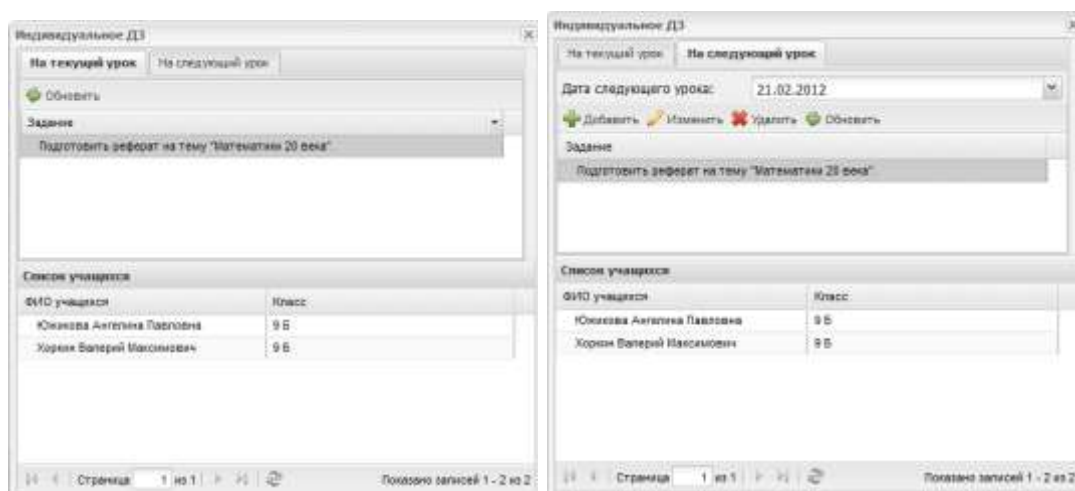 Индивидуальное ДЗ
На текущий урок На следующий урок
Обновить
Задание
Подготовить реферат на тему "Математики 20 века"
Список учащихся
ФИО учащихся Класс
Южикова Ангелина Павловна 9 Б
Хоркин Валерий Максимович 9 Б
Страница 1 из 1 Показано записей 1 - 2 из 2
Индивидуальное ДЗ
На текущий урок На следующий урок
Дата следующего урока: 21.02.2012
Добавить Изменить Удалить Обновить
Задание
Подготовить реферат на тему "Математики 20 века"
Список учащихся
ФИО учащихся Класс
Южикова Ангелина Павловна 9 Б
Хоркин Валерий Максимович 9 Б
Страница 1 из 1 Показано записей 1 - 2 из 2